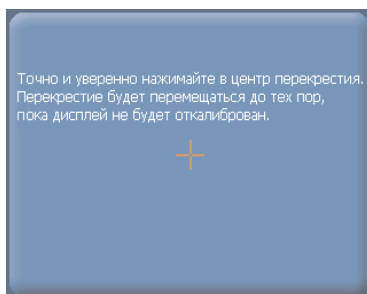 Точно и уверенно нажимайте в центр перекрестия.
Перекрестие будет перемещаться до тех пор,
пока дисплей не будет откалиброван.